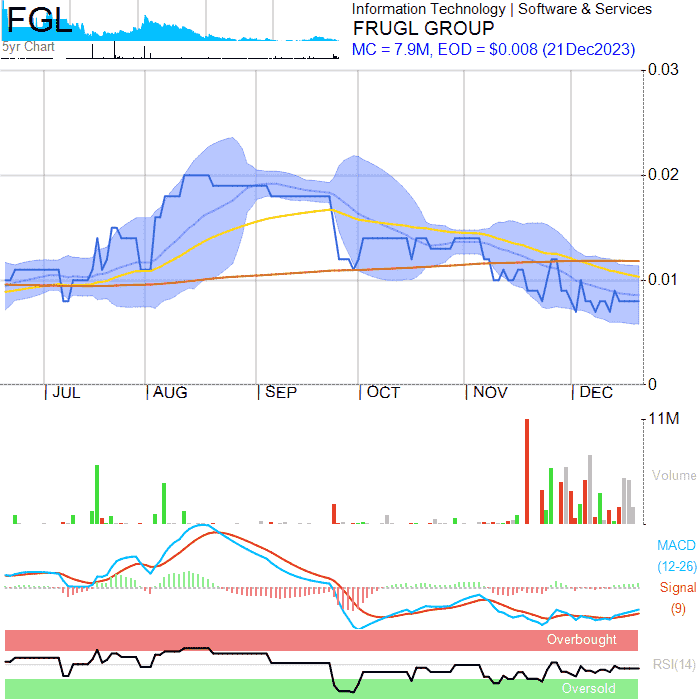 FGL
5yr Chart
Information Technology | Software & Services
FRUGL GROUP
MC = 7.9M, EOD = $0.008 (21Dec2023)
0.03
0.02
0.01
0
JUL AUG SEP OCT NOV DEC
11M
Volume
MACD
(12-26)
Signal
(9)
Overbought
RSI(14)
Oversold